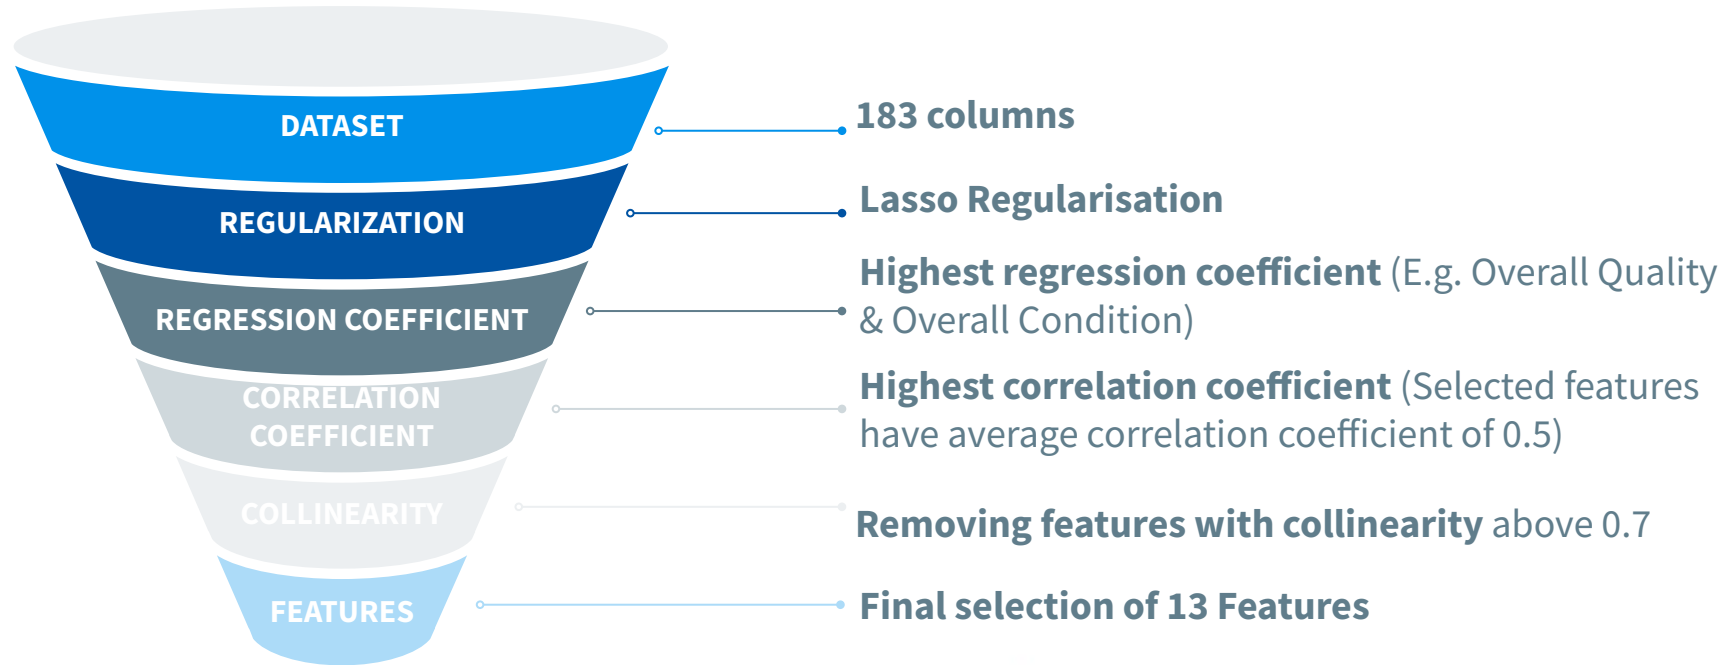 DATASET
183 columns
REGULARIZATION
Lasso Regularisation
REGRESSION COEFFICIENT
Highest regression coefficient (E.g. Overall Quality
& Overall Condition)
CORRELATION
COEFFICIENT
Highest correlation coefficient (Selected features
have average correlation coefficient of 0.5)
COLLINEARITY
Removing features with collinearity above 0.7
FEATURES
Final selection of 13 Features